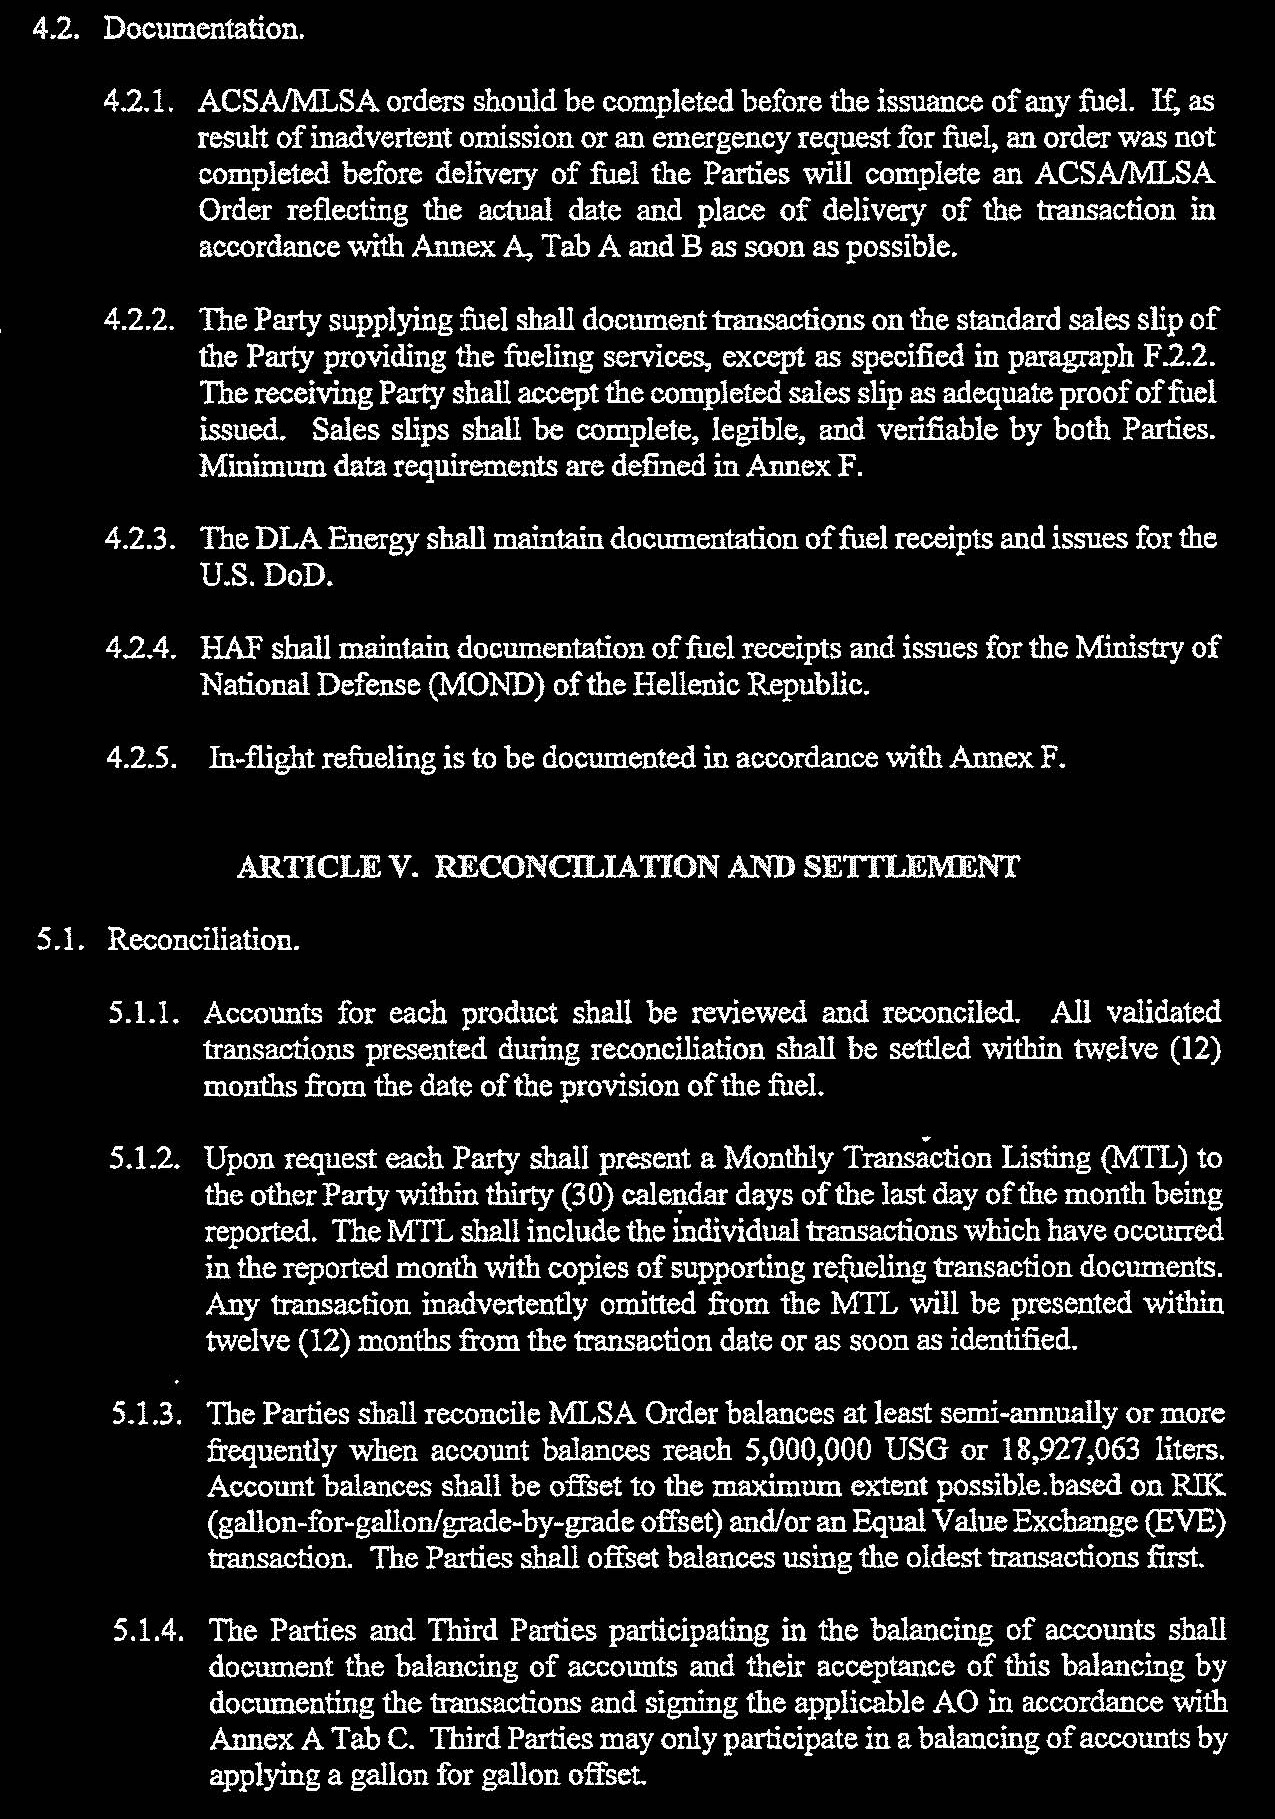 4.2. Documentation.
4.2.1. ACSA/MLSA orders should be completed before the issuance of any fuel. If, as
result of inadvertent omission or an emergency request for fuel, an order was not
completed before delivery of fuel the Parties will complete an ACSA/MLSA
Order reflecting the actual date and place of delivery of the transaction in
accordance with Annex A, Tab A and B as soon as possible.
4.2.2. The Party supplying fuel shall document transactions on the standard sales slip of
the Party providing the fueling services, except as specified in paragraph F.2.2.
The receiving Party shall accept the completed sales slip as adequate proof of fuel
issued. Sales slips shall be complete, legible, and verifiable by both Parties.
Minimum data requirements are defined in Annex F.
4.2.3. The DLA Energy shall maintain documentation of fuel receipts and issues for the
U.S. DoD.
4.2.4. HAF shall maintain documentation of fuel receipts and issues for the Ministry of
National Defense (MOND) of the Hellenic Republic.
4.2.5. In-flight refueling is to be documented in accordance with Annex F.
ARTICLE V. RECONCILIATION AND SETTLEMENT
5.1. Reconciliation.
5.1.1. Accounts for each product shall be reviewed and reconciled. All validated
transactions presented during reconciliation shall be settled within twelve (12)
months from the date of the provision of the fuel.
5.1.2. Upon request each Party shall present a Monthly Transaction Listing (MTL) to
the other Party within thirty (30) calendar days of the last day of the month being
reported. The MTL shall include the individual transactions which have occurred
in the reported month with copies of supporting refueling transaction documents.
Any transaction inadvertently omitted from the MTL will be presented within
twelve (12) months from the transaction date or as soon as identified.
5.1.3. The Parties shall reconcile MLSA Order balances at least semi-annually or more
frequently when account balances reach 5,000,000 USG or 18,927,063 liters.
Account balances shall be offset to the maximum extent possible.based on RIK
(gallon-for-gallon/grade-by-grade offset) and/or an Equal Value Exchange (EVE)
transaction. The Parties shall offset balances using the oldest transactions first.
5.1.4. The Parties and Third Parties participating in the balancing of accounts shall
document the balancing of accounts and their acceptance of this balancing by
documenting the transactions and signing the applicable AO in accordance with
Annex A Tab C. Third Parties may only participate in a balancing of accounts by
applying a gallon for gallon offset.